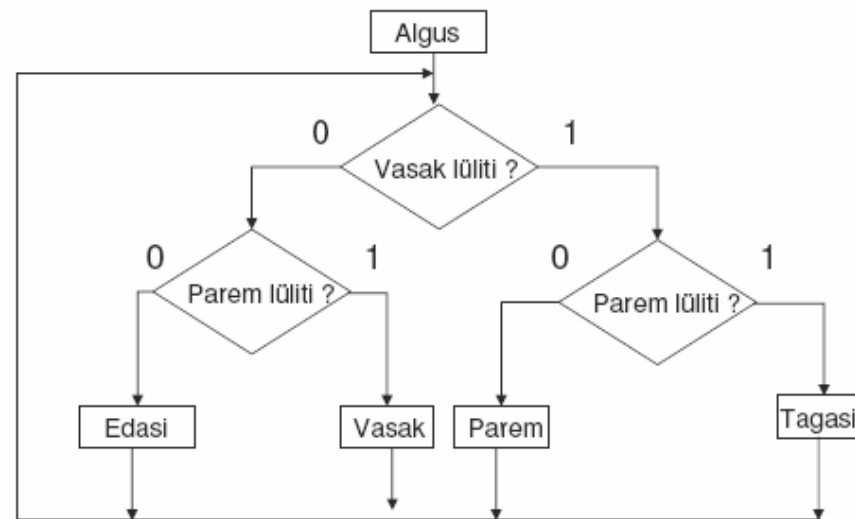 Algus
0
1
Vasak lüliti ?
0
1
0
1
Parem lüliti ?
Parem lüliti ?
Edasi
Vasak
Parem
Tagasi